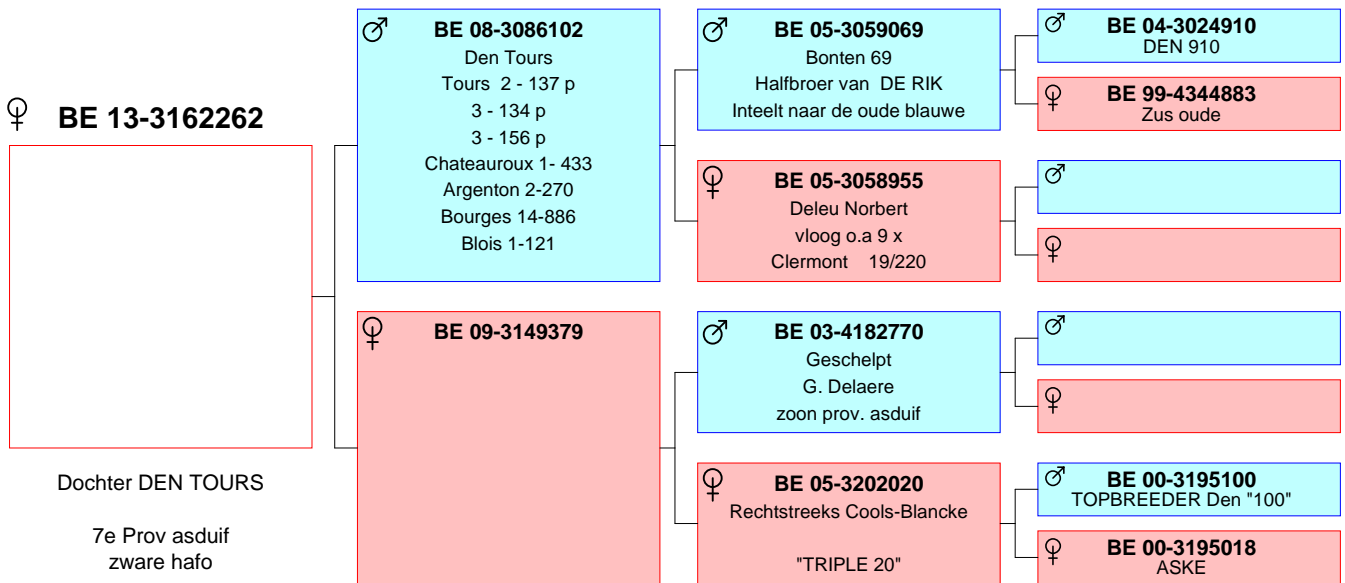 BE 13-3162262
Dochter DEN TOURS
7e Prov asduif
zware hafo
BE 08-3086102
Den Tours
Tours 2 - 137 p
3 - 134 p
3 - 156 p
Chateauroux 1- 433
Argenton 2-270
Bourges 14-886
Blois 1-121
BE 09-3149379
BE 05-3059069
Bonten 69
Halfbroer van DE RIK
Inteelt naar de oude blauwe
BE 05-3058955
Deleu Norbert
vloog o.a 9 x
Clermont 19/220
BE 03-4182770
Geschelpt
G. Delaere
zoon prov. asduif
BE 05-3202020
Rechtstreeks Cools-Blancke
"TRIPLE 20"
BE 04-3024910
DEN 910
BE 99-4344883
Zus oude
BE 00-3195100
TOPBREEDER Den "100"
BE 00-3195018
ASKE